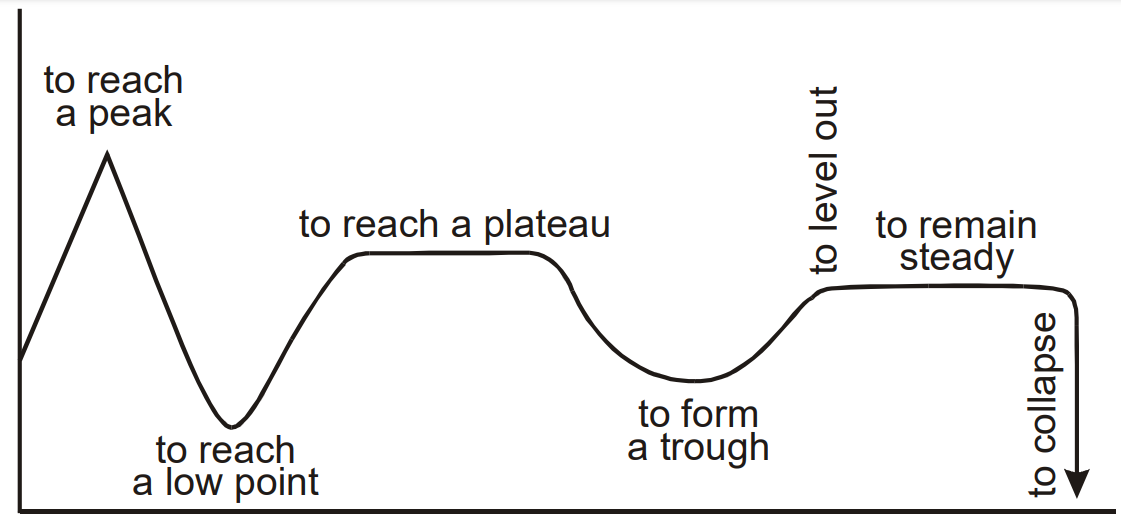 to reach
a peak
to reach
a low point
to reach a plateau
to form
a trough
to level out
to remain
steady
to collapse